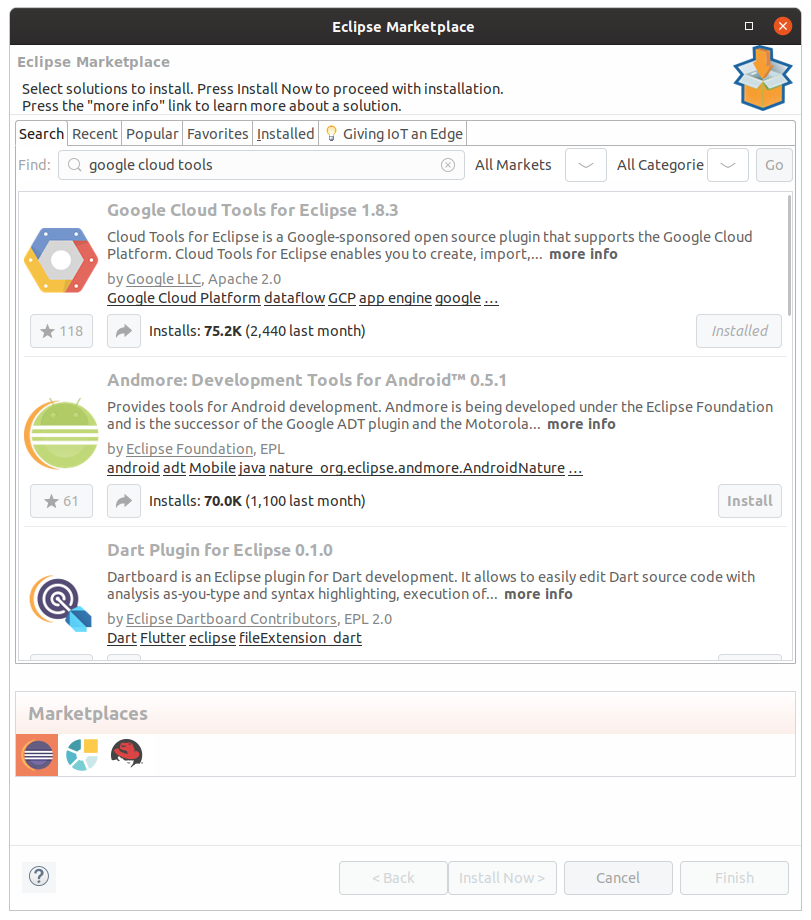 Eclipse Marketplace
Eclipse Marketplace
Select solutions to install. Press Install Now to proceed with installation.
Press the "more info" link to learn more about a solution.
Search Recent Popular Favorites Installed Giving IoT an Edge
Find: google cloud tools All Markets All Categorie Go
Google Cloud Tools for Eclipse 1.8.3
Cloud Tools for Eclipse is a Google-sponsored open source plugin that supports the Google Cloud
Platform. Cloud Tools for Eclipse enables you to create, import,... more info
by Google LLC, Apache 2.0
Google Cloud Platform dataflow GCP app engine google ...
118 Installs: 75.2K (2,440 last month) Installed
Andmore: Development Tools for Android™ 0.5.1
Provides tools for Android development. Andmore is being developed under the Eclipse Foundation
and is the successor of the Google ADT plugin and the Motorola... more info
by Eclipse Foundation, EPL
android adt Mobile java nature_org.eclipse.andmore.AndroidNature ...
61 Installs: 70.0K (1,100 last month) Install
Dart Plugin for Eclipse 0.1.0
Dartboard is an Eclipse plugin for Dart development. It allows to easily edit Dart source code with
analysis as-you-type and syntax highlighting, execution of... more info
by Eclipse Dartboard Contributors, EPL 2.0
Dart Flutter eclipse fileExtension_dart
Marketplaces
? < Back Install Now > Cancel Finish